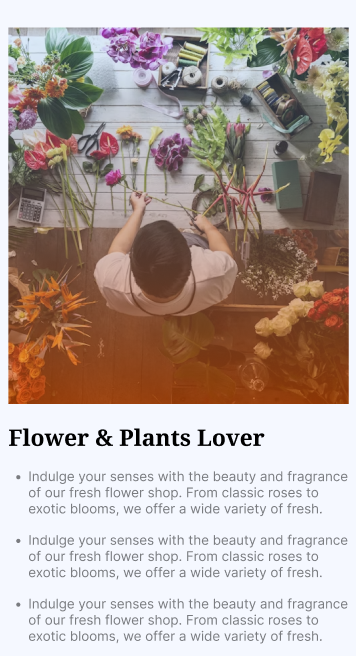 Flower & Plants Lover
• Indulge your senses with the beauty and fragrance
of our fresh flower shop. From classic roses to
exotic blooms, we offer a wide variety of fresh.
• Indulge your senses with the beauty and fragrance
of our fresh flower shop. From classic roses to
exotic blooms, we offer a wide variety of fresh.
• Indulge your senses with the beauty and fragrance
of our fresh flower shop. From classic roses to
exotic blooms, we offer a wide variety of fresh.